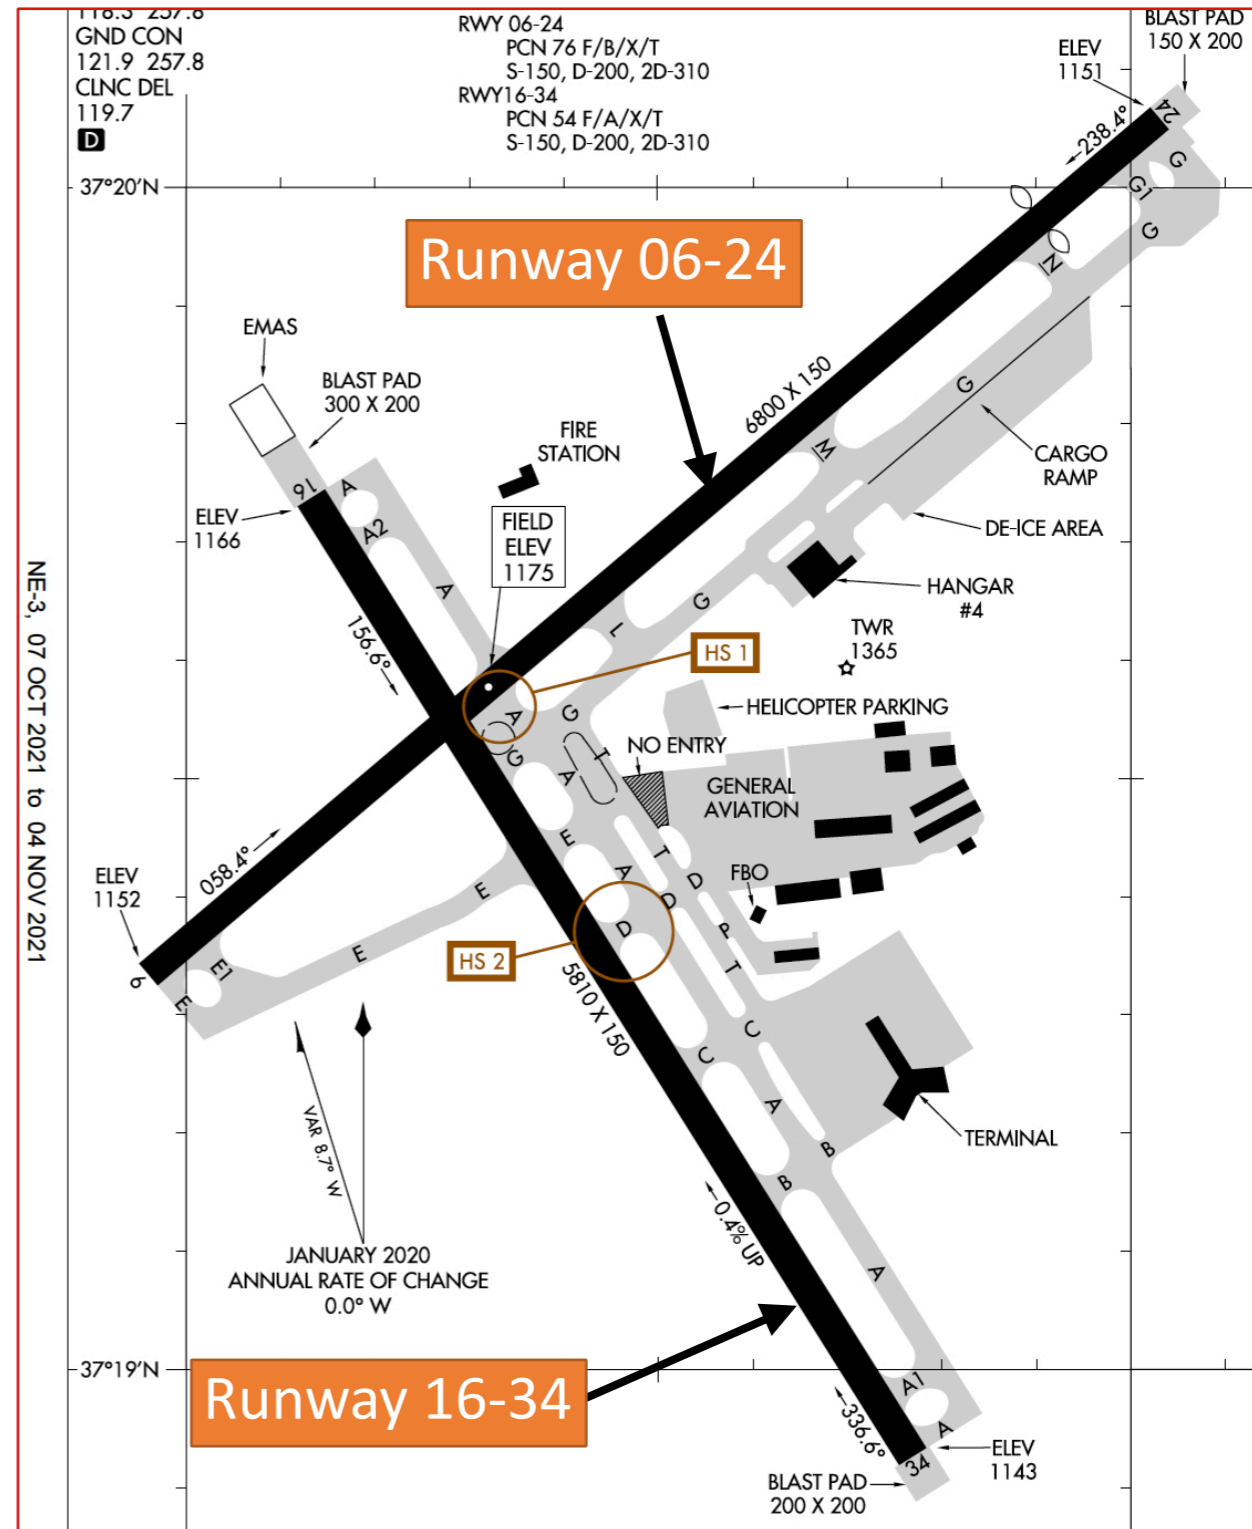 118.3 257.8
GND CON
121.9 257.8
CLNC DEL
119.7
D
RWY 06-24
PCN 76 F/B/X/T
S-150, D-200, 2D-310
RWY16-34
PCN 54 F/A/X/T
S-150, D-200, 2D-310
BLAST PAD
150 X 200
ELEV
1151
24
238.4°
G
G1
G
37°20'N
Runway 06-24
N
EMAS
BLAST PAD
300 X 200
6800 X 150
G
FIRE
STATION
M
CARGO
RAMP
16
A
ELEV
1166
A2
FIELD
ELEV
1175
DE-ICE AREA
A
G
HANGAR
#4
L
TWR
1365
156.6°
HS 1
HELICOPTER PARKING
A
G
G
T
NO ENTRY
A
GENERAL
AVIATION
E
T
058.4°
ELEV
1152
E
A
D
D
FBO
D
P
HS 2
E
E1
T
6
E
5810 X 150
C
C
A
TERMINAL
VAR 8.7° W
B
B
0.4% UP
JANUARY 2020
ANNUAL RATE OF CHANGE
0.0° W
A
37°19'N
Runway 16-34
A1
336.6°
A
34
ELEV
1143
BLAST PAD
200 X 200
NE-3, 07 OCT 2021 to 04 NOV 2021